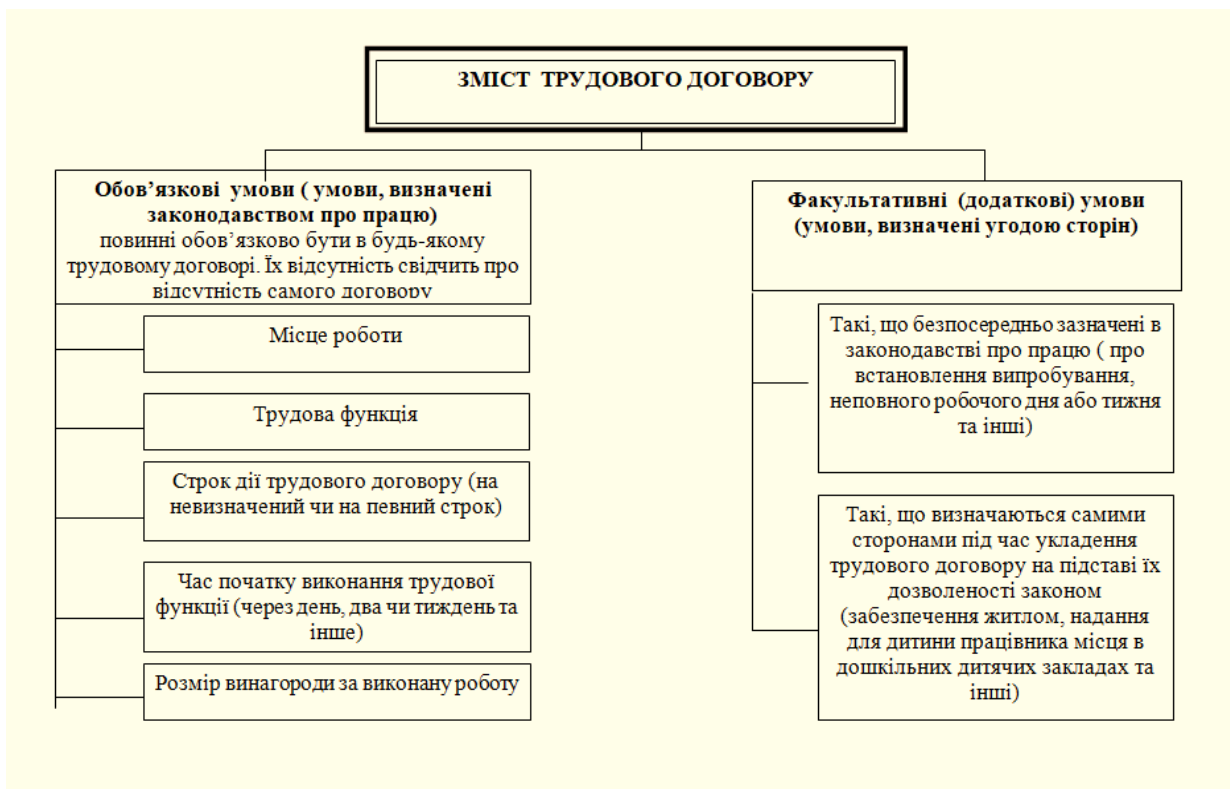 ЗМІСТ ТРУДОВОГО ДОГОВОРУ
Обов’язкові умови ( умови, визначені
законодавством про працю)
повинні обов’язково бути в будь-якому
трудовому договорі. Їх відсутність свідчить про
відсутність самого договору
Місце роботи
Трудова функція
Строк дії трудового договору (на
невизначений чи на певний строк)
Час початку виконання трудової
функції (через день, два чи тиждень та
інше)
Розмір винагороди за виконану роботу
Факультативні (додаткові) умови
(умови, визначені угодою сторін)
Такі, що безпосередньо зазначені в
законодавстві про працю ( про
встановлення випробування,
неповного робочого дня або тижня
та інші)
Такі, що визначаються самими
сторонами під час укладення
трудового договору на підставі їх
дозволеності законом
(забезпечення житлом, надання
для дитини працівника місця в
дошкільних дитячих закладах та
інші)